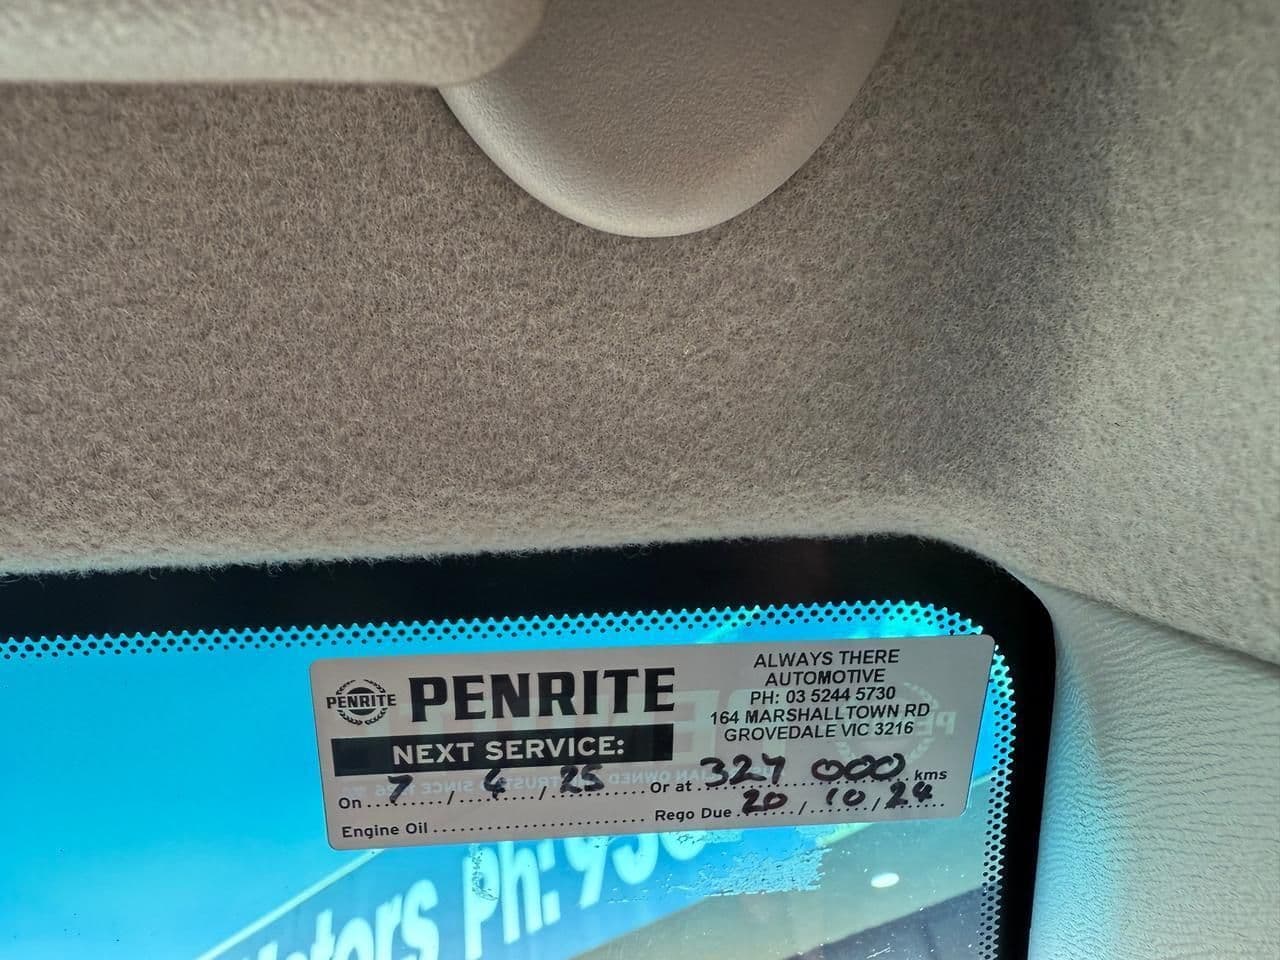 PENRITE
PENRITE
NEXT SERVICE:
ALWAYS THERE
AUTOMOTIVE
PH: 03 5244 5730
164 MARSHALLTOWN RD
GROVEDALE VIC 3216
On 7 / 4 / 25 Or at 327 000 kms
Engine Oil Rego Due 20 / 10 / 24
Ph: